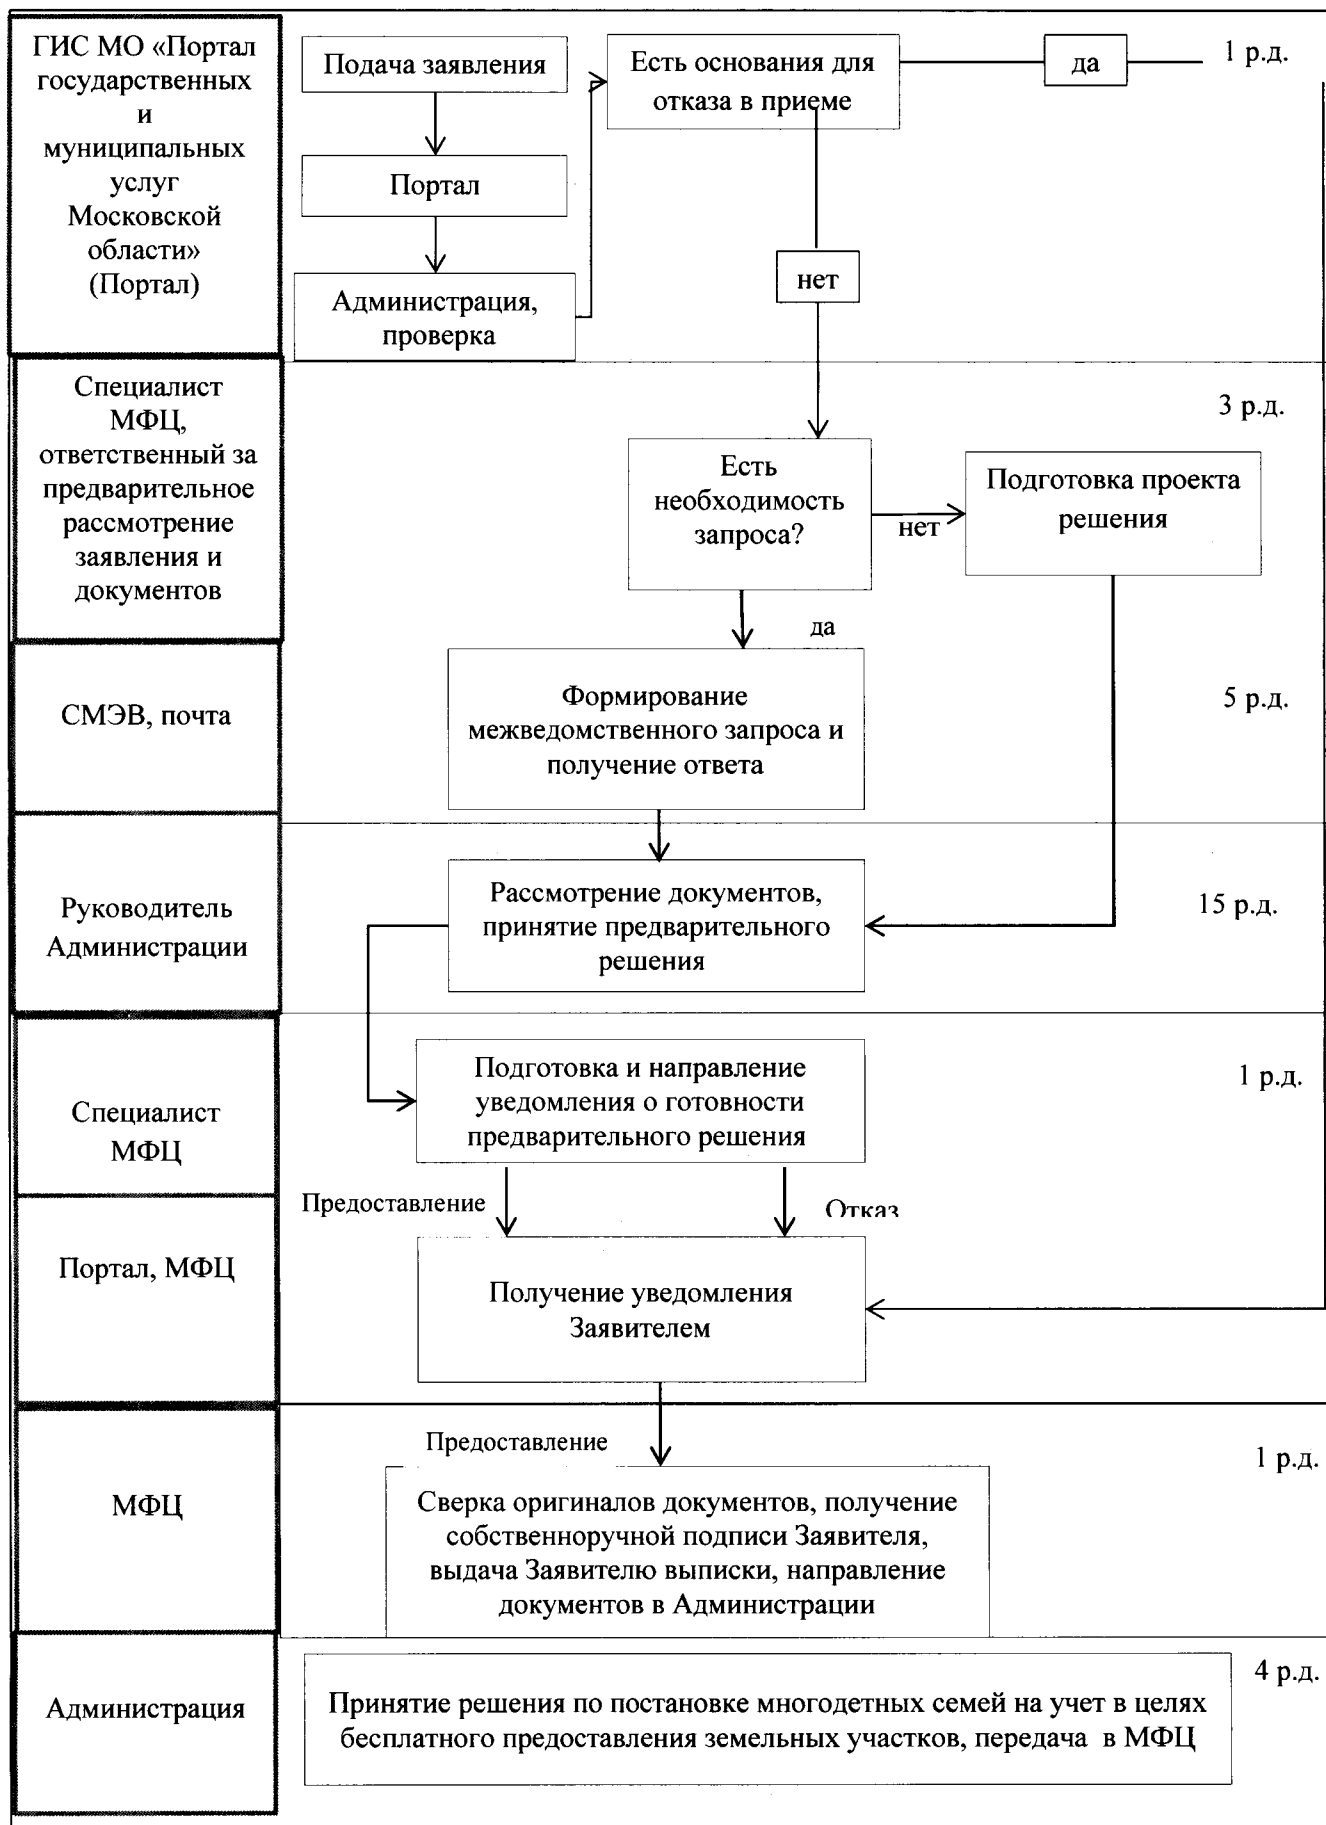 ГИС МО «Портал
государственных
и
муниципальных
услуг
Московской
области»
(Портал)
Подача заявления
Портал
Администрация,
проверка
Есть основания для
отказа в приеме
да
1 р.д.
нет
Специалист
МФЦ,
ответственный за
предварительное
рассмотрение
заявления и
документов
3 р.д.
Есть
необходимость
запроса?
нет
Подготовка проекта
решения
да
СМЭВ, почта
Формирование
межведомственного запроса и
получение ответа
5 р.д.
Руководитель
Администрации
Рассмотрение документов,
принятие предварительного
решения
15 р.д.
Специалист
МФЦ
Подготовка и направление
уведомления о готовности
предварительного решения
1 р.д.
Предоставление
Отказ
Портал, МФЦ
Получение уведомления
Заявителем
МФЦ
Предоставление
1 р.д.
Сверка оригиналов документов, получение
собственноручной подписи Заявителя,
выдача Заявителю выписки, направление
документов в Администрации
Администрация
4 р.д.
Принятие решения по постановке многодетных семей на учет в целях
бесплатного предоставления земельных участков, передача в МФЦ